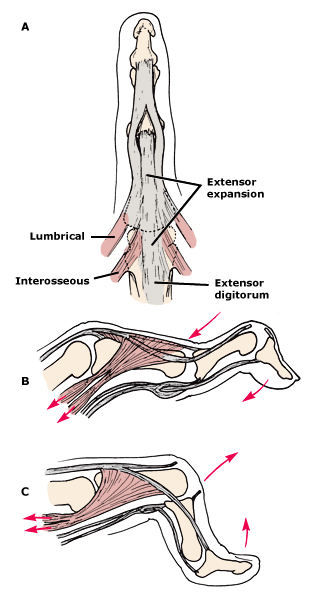 A
Extensor
expansion
Lumbrical
Interosseous
Extensor
digitorum
B
C